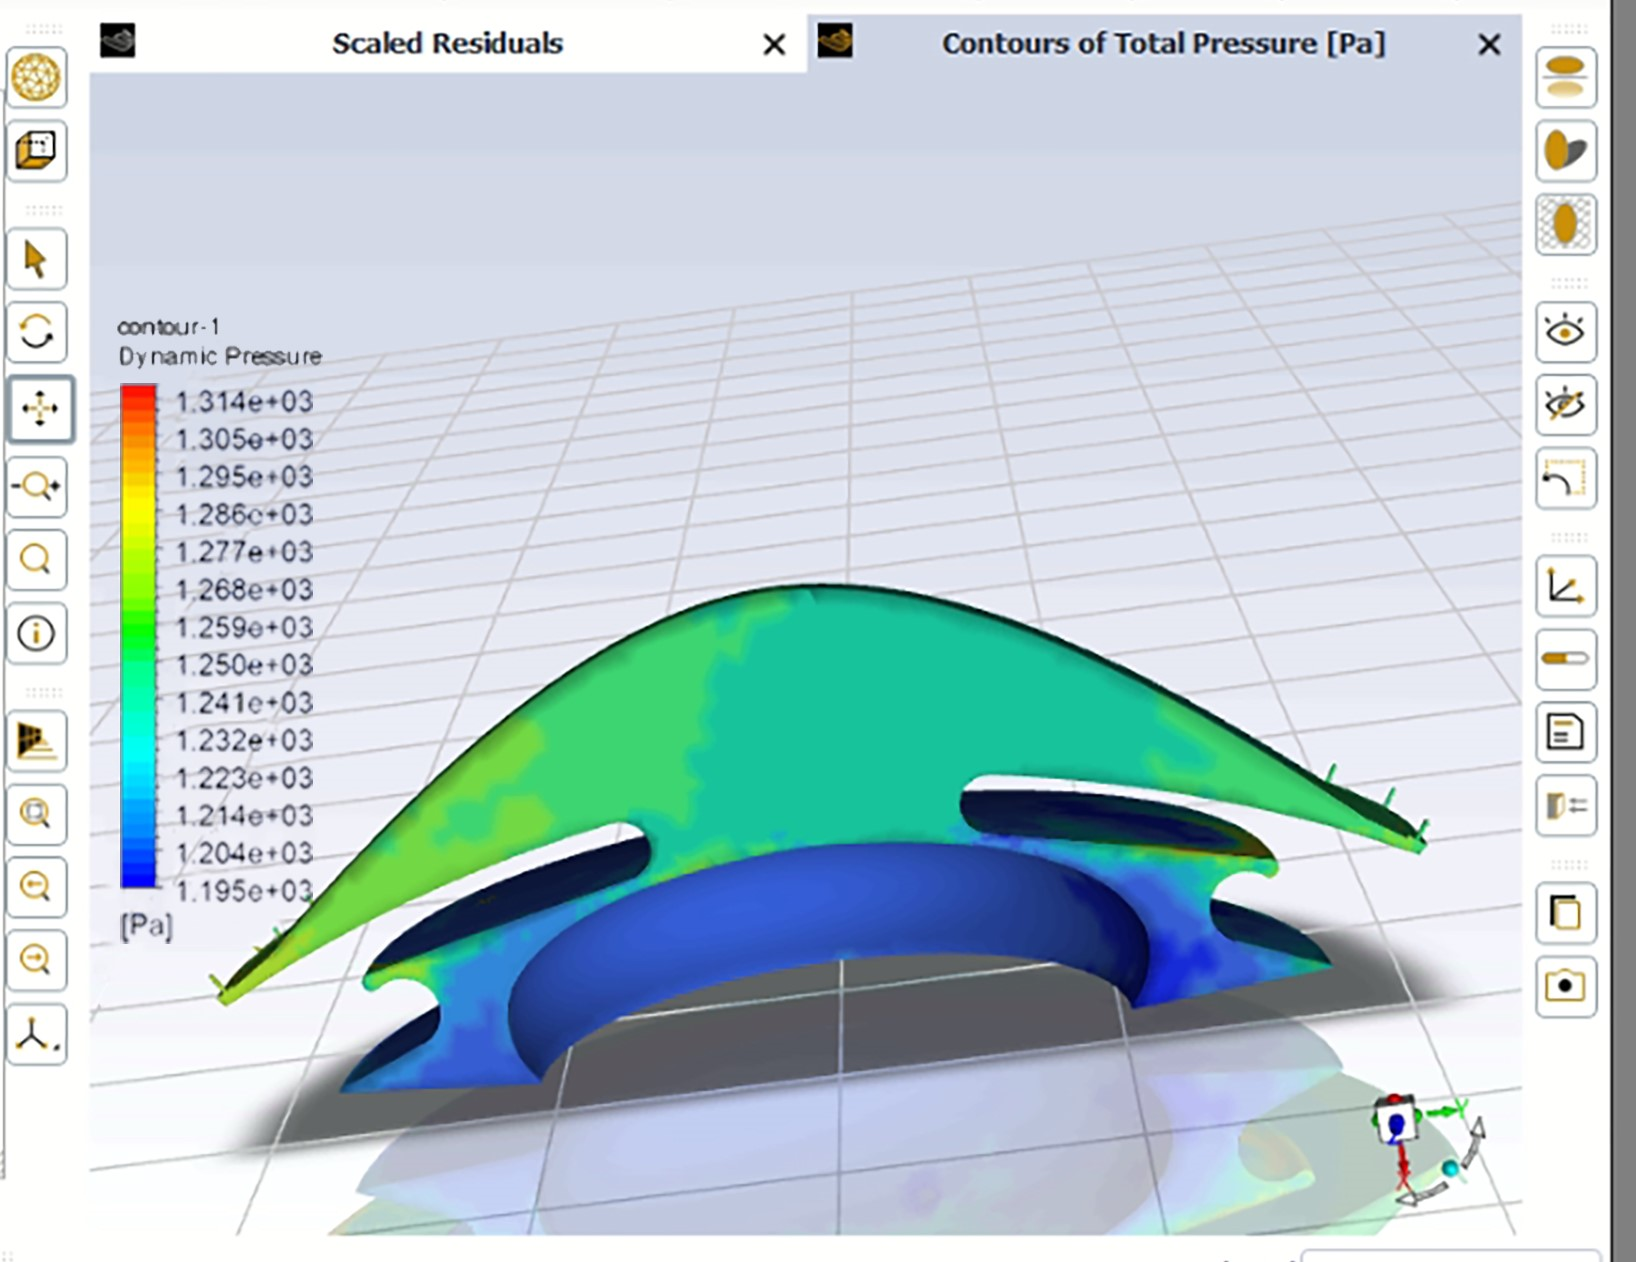 Scaled Residuals
Contours of Total Pressure [Pa]
contour-1
Dynamic Pressure
1.314e+03
1.305e+03
1.295e+03
1.286e+03
1.277e+03
1.268e+03
1.259e+03
1.250e+03
1.241e+03
1.232e+03
1.223e+03
1.214e+03
1.204e+03
1.195e+03
[Pa]
Y
X